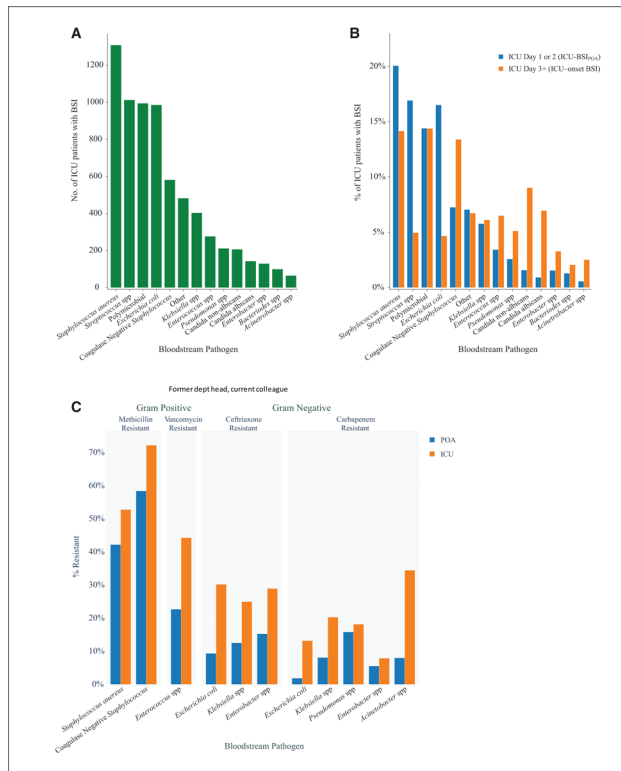 A
No. of ICU patients with BSI
1200
1000
800
600
400
200
0
Staphylococcus aureus
Streptococcus spp
Polymicrobial
Escherichia coli
Coagulase Negative Staphylococcus
Other
Klebsiella spp
Enterococcus spp
Pseudomonas spp
Candida non-albicans
Candida albicans
Enterobacter spp
Bacteriodes spp
Acinetrobacter spp
Bloodstream Pathogen
B
% of ICU patients with BSI
20%
15%
10%
5%
0%
ICU Day 1 or 2 (ICU-BSIPOA)
ICU Day 3+ (ICU–onset BSI)
Staphylococcus aureus
Streptococcus spp
Polymicrobial
Escherichia coli
Coagulase Negative Staphylococcus
Other
Klebsiella spp
Enterococcus spp
Pseudomonas spp
Candida non-albicans
Candida albicans
Enterobacter spp
Bacteriodes spp
Acinetrobacter spp
Bloodstream Pathogen
Former dept head, current colleague
C
Gram Positive
Gram Negative
Methicillin
Resistant
Vancomycin
Resistant
Ceftriaxone
Resistant
Carbapenem
Resistant
POA
ICU
% Resistant
70%
60%
50%
40%
30%
20%
10%
0%
Staphylococcus aureus
Coagulase Negative Staphylococcus
Enterococcus spp
Escherichia coli
Klebsiella spp
Enterobacter spp
Escherichia coli
Klebsiella spp
Pseudomonas spp
Enterobacter spp
Acinetobacter spp
Bloodstream Pathogen